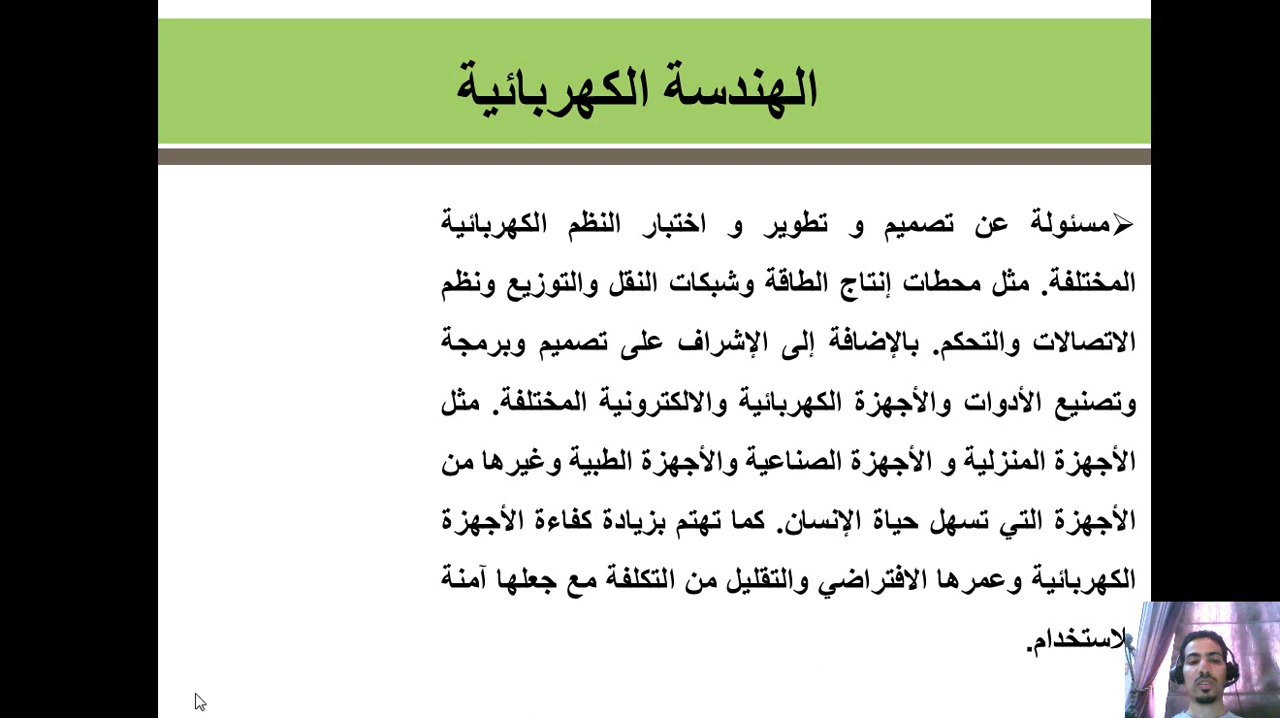 الهندسة الكهربائية
مسئولة عن تصميم و تطوير و اختبار النظم الكهربائية
المختلفة. مثل محطات إنتاج الطاقة وشبكات النقل والتوزيع ونظم
الاتصالات والتحكم. بالإضافة إلى الإشراف على تصميم وبرمجة
وتصنيع الأدوات والأجهزة الكهربائية والالكترونية المختلفة. مثل
الأجهزة المنزلية و الأجهزة الصناعية والأجهزة الطبية وغيرها من
الأجهزة التي تسهل حياة الإنسان. كما تهتم بزيادة كفاءة الأجهزة
الكهربائية وعمرها الافتراضي والتقليل من التكلفة مع جعلها آمنة